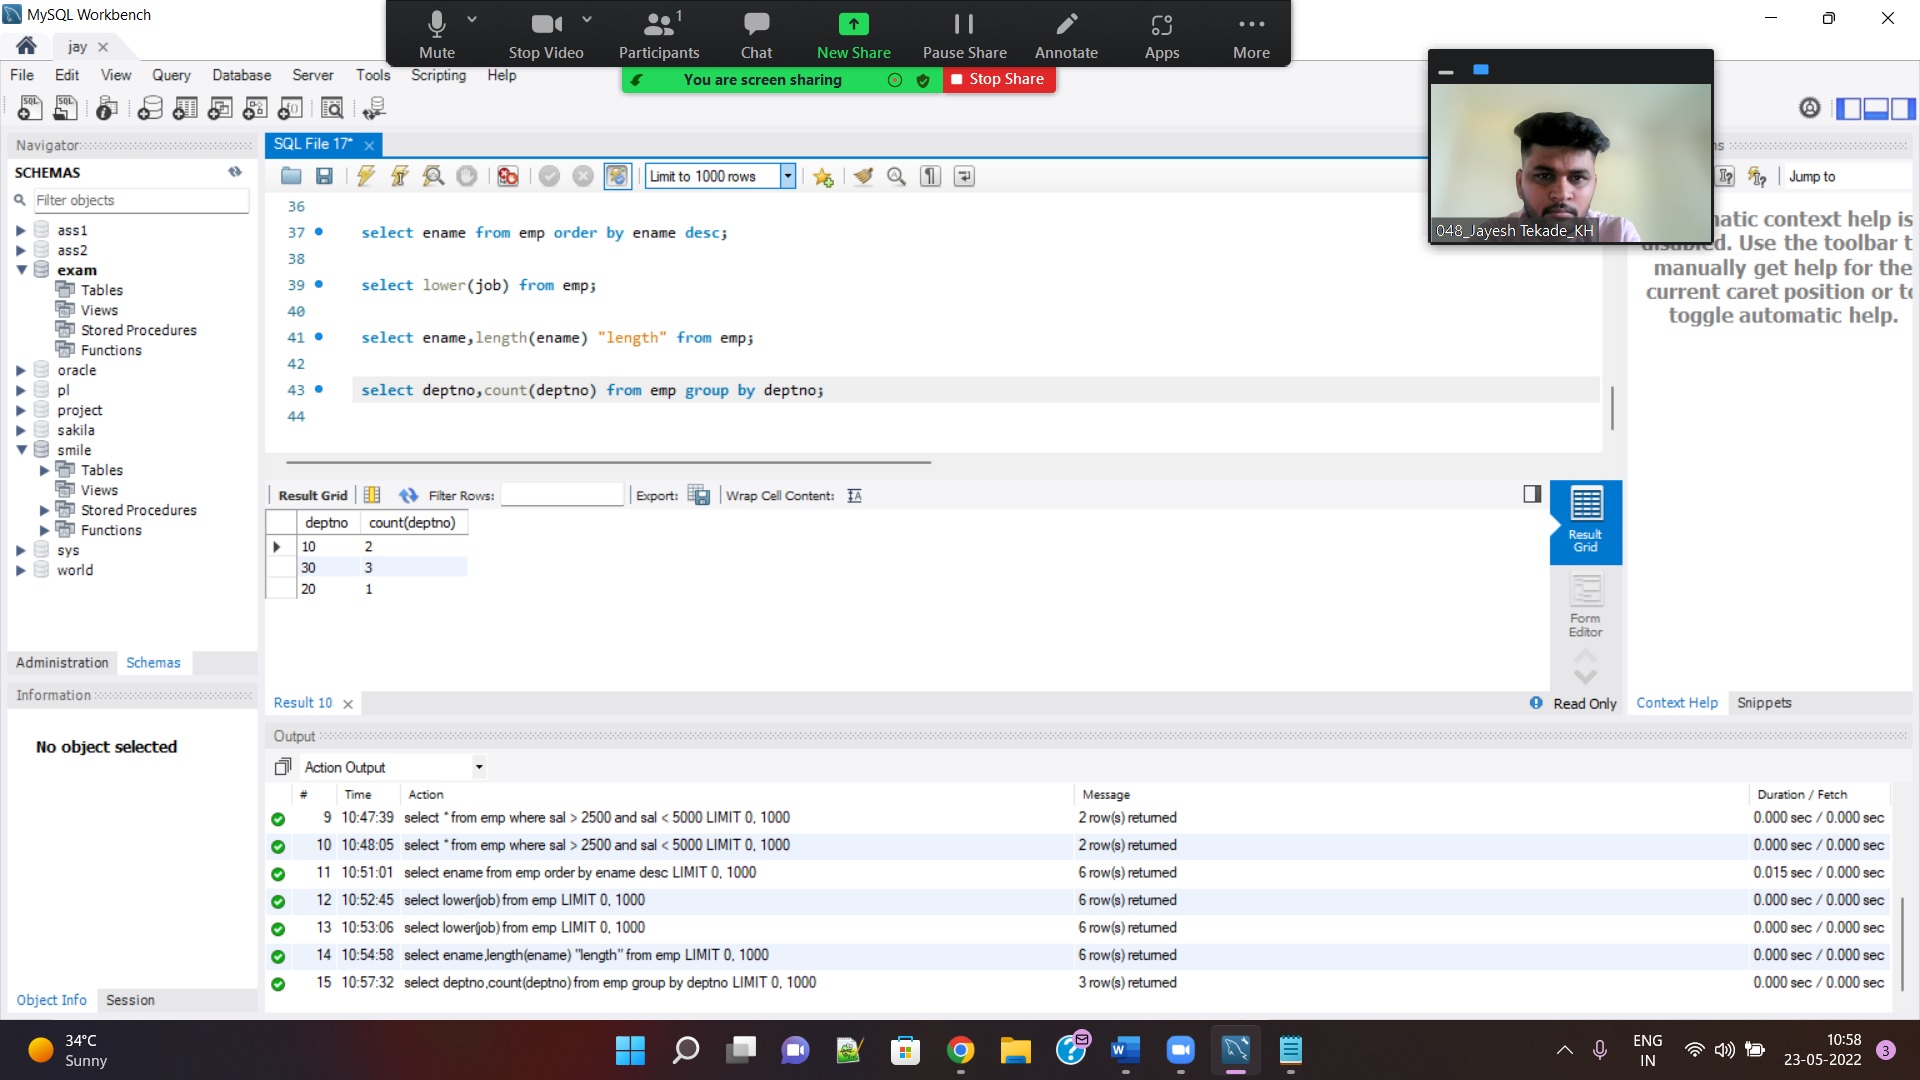 MySQL Workbench
jay
Mute
Stop Video
Participants
1
Chat
New Share
Pause Share
Annotate
Apps
More
You are screen sharing
Stop Share
File Edit View Query Database Server Tools Scripting Help
Navigator
SCHEMAS
Filter objects
ass1
ass2
exam
Tables
Views
Stored Procedures
Functions
oracle
pl
project
sakila
smile
Tables
Views
Stored Procedures
Functions
sys
world
Administration Schemas
Information
No object selected
Object Info Session
SQL File 17*
Limit to 1000 rows
36
37 select ename from emp order by ename desc;
38
39 select lower(job) from emp;
40
41 select ename,length(ename) "length" from emp;
42
43 select deptno,count(deptno) from emp group by deptno;
44
Result Grid Filter Rows: Export: Wrap Cell Content:
deptno count(deptno)
10 2
30 3
20 1
Result Grid
Form Editor
Result 10
Read Only
048_Jayesh Tekade_KH
Jump to
matic context help is
disabled. Use the toolbar t
manually get help for the
current caret position or to
toggle automatic help.
Context Help Snippets
Output
Action Output
# Time Action Message Duration / Fetch
9 10:47:39 select * from emp where sal > 2500 and sal < 5000 LIMIT 0, 1000 2 row(s) returned 0.000 sec / 0.000 sec
10 10:48:05 select * from emp where sal > 2500 and sal < 5000 LIMIT 0, 1000 2 row(s) returned 0.000 sec / 0.000 sec
11 10:51:01 select ename from emp order by ename desc LIMIT 0, 1000 6 row(s) returned 0.015 sec / 0.000 sec
12 10:52:45 select lower(job) from emp LIMIT 0, 1000 6 row(s) returned 0.000 sec / 0.000 sec
13 10:53:06 select lower(job) from emp LIMIT 0, 1000 6 row(s) returned 0.000 sec / 0.000 sec
14 10:54:58 select ename,length(ename) "length" from emp LIMIT 0, 1000 6 row(s) returned 0.000 sec / 0.000 sec
15 10:57:32 select deptno,count(deptno) from emp group by deptno LIMIT 0, 1000 3 row(s) returned 0.000 sec / 0.000 sec
34°C
Sunny
ENG
IN
10:58
23-05-2022
3